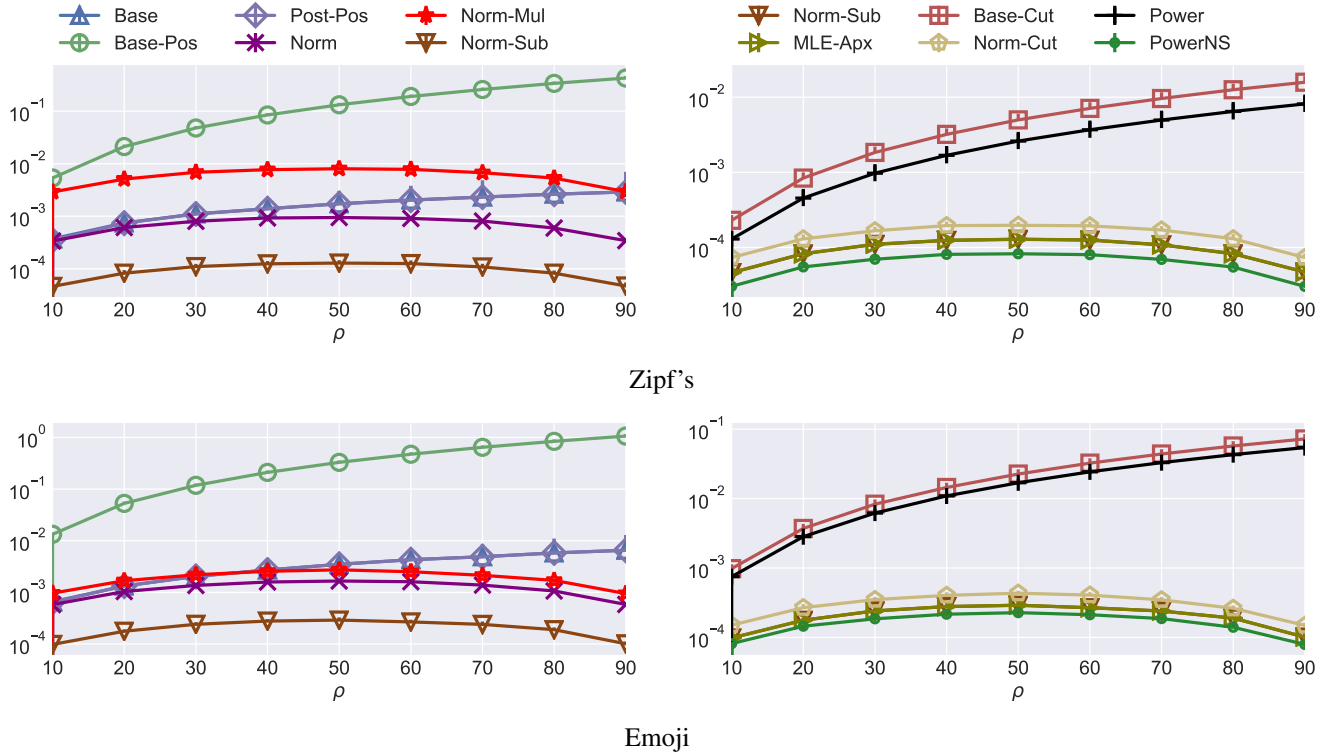 Base Post-Pos Norm-Mul Norm-Sub Base-Cut Power
Base-Pos Norm Norm-Sub MLE-Apx Norm-Cut PowerNS
10⁻¹
10⁻²
10⁻³
10⁻⁴
10 20 30 40 50 60 70 80 90
ρ
10⁻²
10⁻³
10⁻⁴
10 20 30 40 50 60 70 80 90
ρ
Zipf's
10⁰
10⁻¹
10⁻²
10⁻³
10⁻⁴
10 20 30 40 50 60 70 80 90
ρ
10⁻¹
10⁻²
10⁻³
10⁻⁴
10 20 30 40 50 60 70 80 90
ρ
Emoji